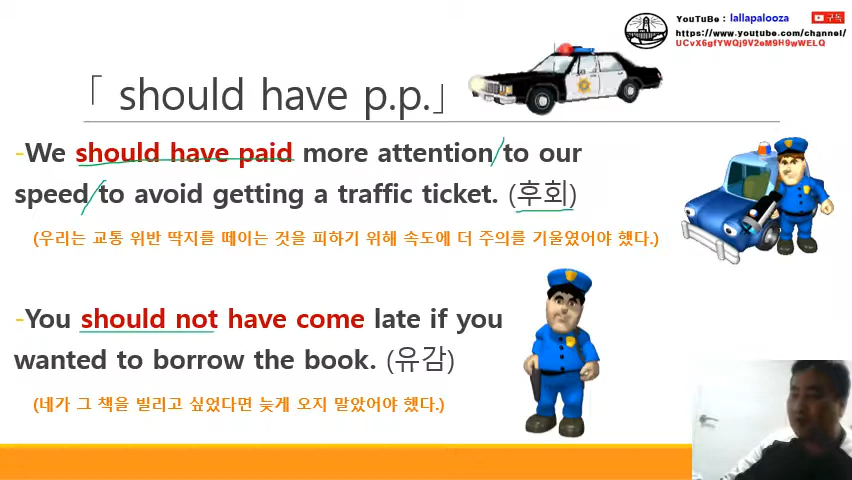 YouTuBe : lallapalooza
구독
https://www.youtube.com/channel/
UCvX6gfYWQj9V2eM9H9wWELQ
「 should have p.p.」
-We should have paid more attention to our
speed to avoid getting a traffic ticket. (후회)
(우리는 교통 위반 딱지를 떼이는 것을 피하기 위해 속도에 더 주의를 기울였어야 했다.)
-You should not have come late if you
wanted to borrow the book. (유감)
(네가 그 책을 빌리고 싶었다면 늦게 오지 말았어야 했다.)